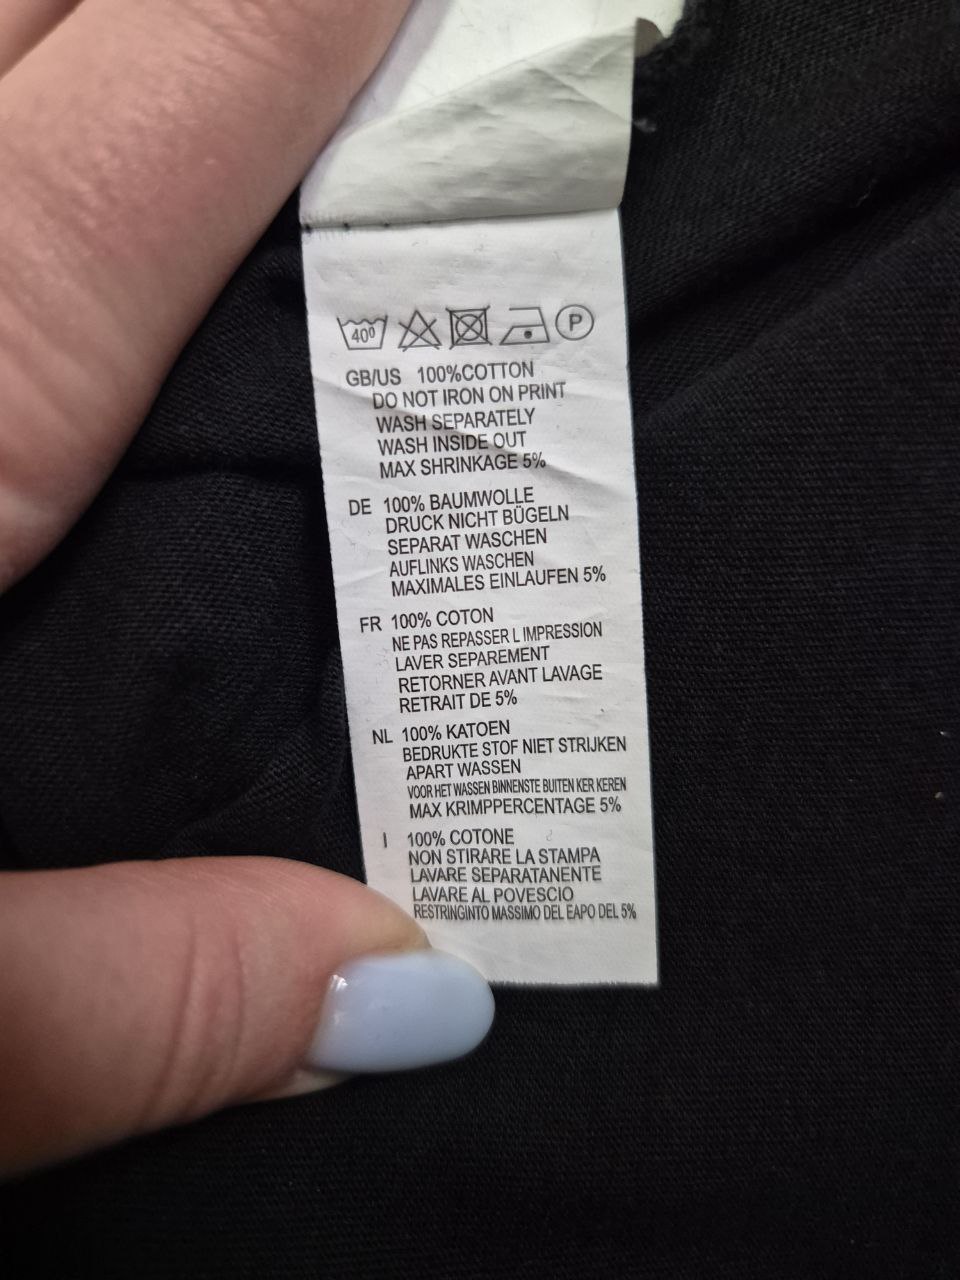 40⁰ P
GB/US 100%COTTON
DO NOT IRON ON PRINT
WASH SEPARATELY
WASH INSIDE OUT
MAX SHRINKAGE 5%
DE 100% BAUMWOLLE
DRUCK NICHT BÜGELN
SEPARAT WASCHEN
AUFLINKS WASCHEN
MAXIMALES EINLAUFEN 5%
FR 100% COTON
NE PAS REPASSER L IMPRESSION
LAVER SEPAREMENT
RETORNER AVANT LAVAGE
RETRAIT DE 5%
NL 100% KATOEN
BEDRUKTE STOF NIET STRIJKEN
APART WASSEN
VOOR HET WASSEN BINNENSTE BUITEN KER KEREN
MAX KRIMPPERCENTAGE 5%
I 100% COTONE
NON STIRARE LA STAMPA
LAVARE SEPARATANENTE
LAVARE AL POVESCIO
RESTRINGINTO MASSIMO DEL EAPO DEL 5%